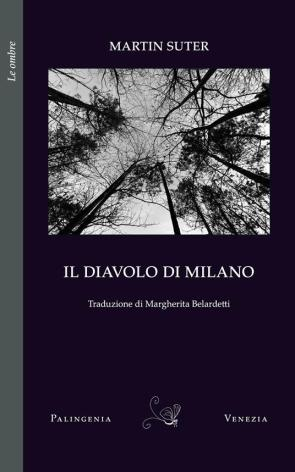 Le ombre
MARTIN SUTER
IL DIAVOLO DI MILANO
Traduzione di Margherita Belardetti
PALINGENIA
VENEZIA